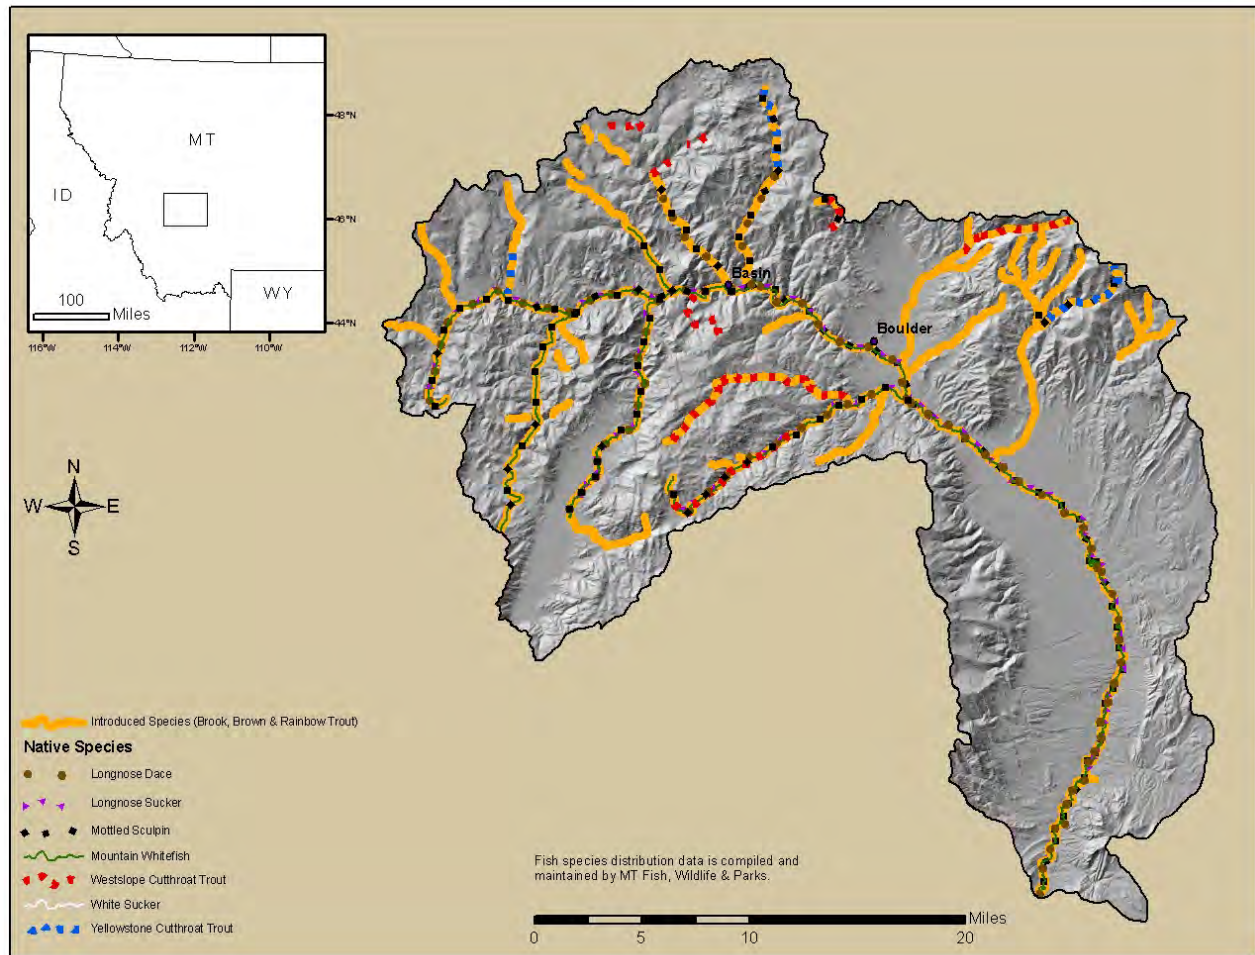 MT
ID
WY
100
Miles
48°N
46°N
44°N
116°W
114°W
112°W
110°W
N
W
E
S
Basin
Boulder
Introduced Species (Brook, Brown & Rainbow Trout)
Native Species
Longnose Dace
Longnose Sucker
Mottled Sculpin
Mountain Whitefish
Westslope Cutthroat Trout
White Sucker
Yellowstone Cutthroat Trout
Fish species distribution data is compiled and
maintained by MT Fish, Wildlife & Parks.
Miles
0
5
10
20